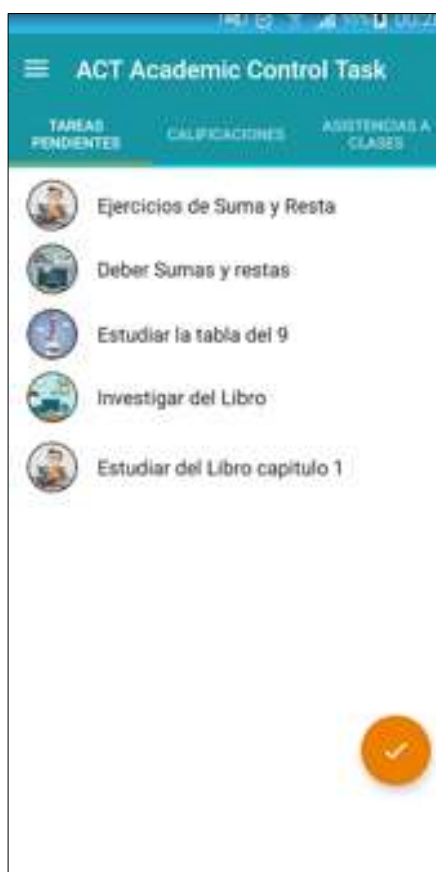 ACT Academic Control Task
TAREAS
PENDIENTES
CALIFICACIONES
ASISTENCIAS A
CLASES
Ejercicios de Suma y Resta
Deber Sumas y restas
Estudiar la tabla del 9
Investigar del Libro
Estudiar del Libro capitulo 1